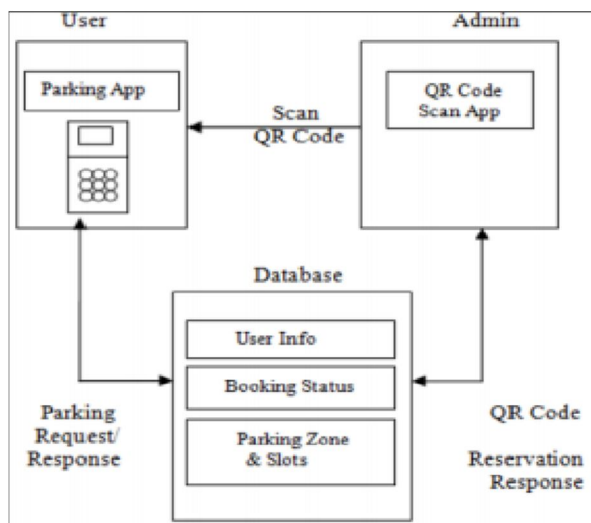 User
Admin
Parking App
QR Code
Scan App
Scan
QR Code
Database
User Info
Booking Status
Parking Zone
& Slots
Parking
Request/
Response
QR Code
Reservation
Response